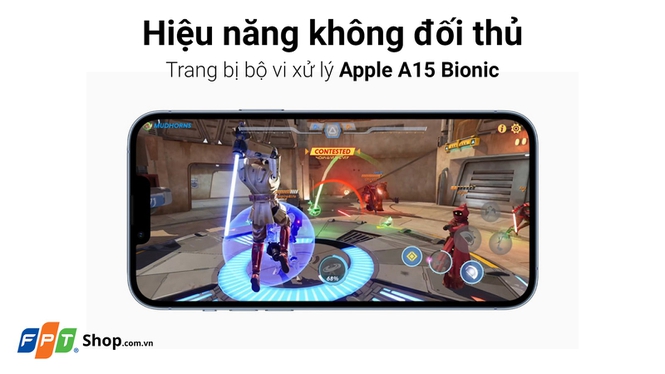 Hiệu năng không đối thủ
Trang bị bộ vi xử lý Apple A15 Bionic
MUDHORNS
CONTESTED
68%
FPT® Shop.com.vn